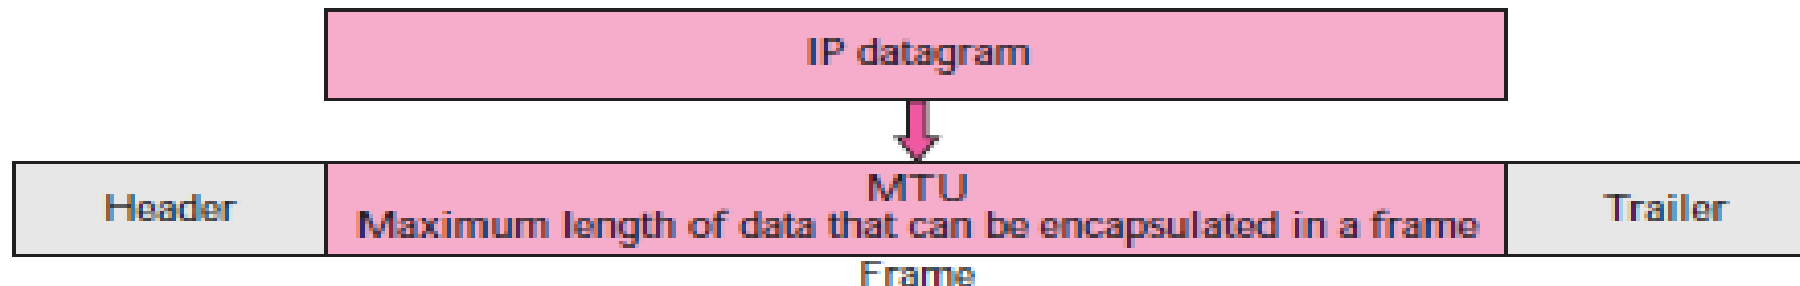 IP datagram
Header
MTU
Maximum length of data that can be encapsulated in a frame
Trailer
Frame